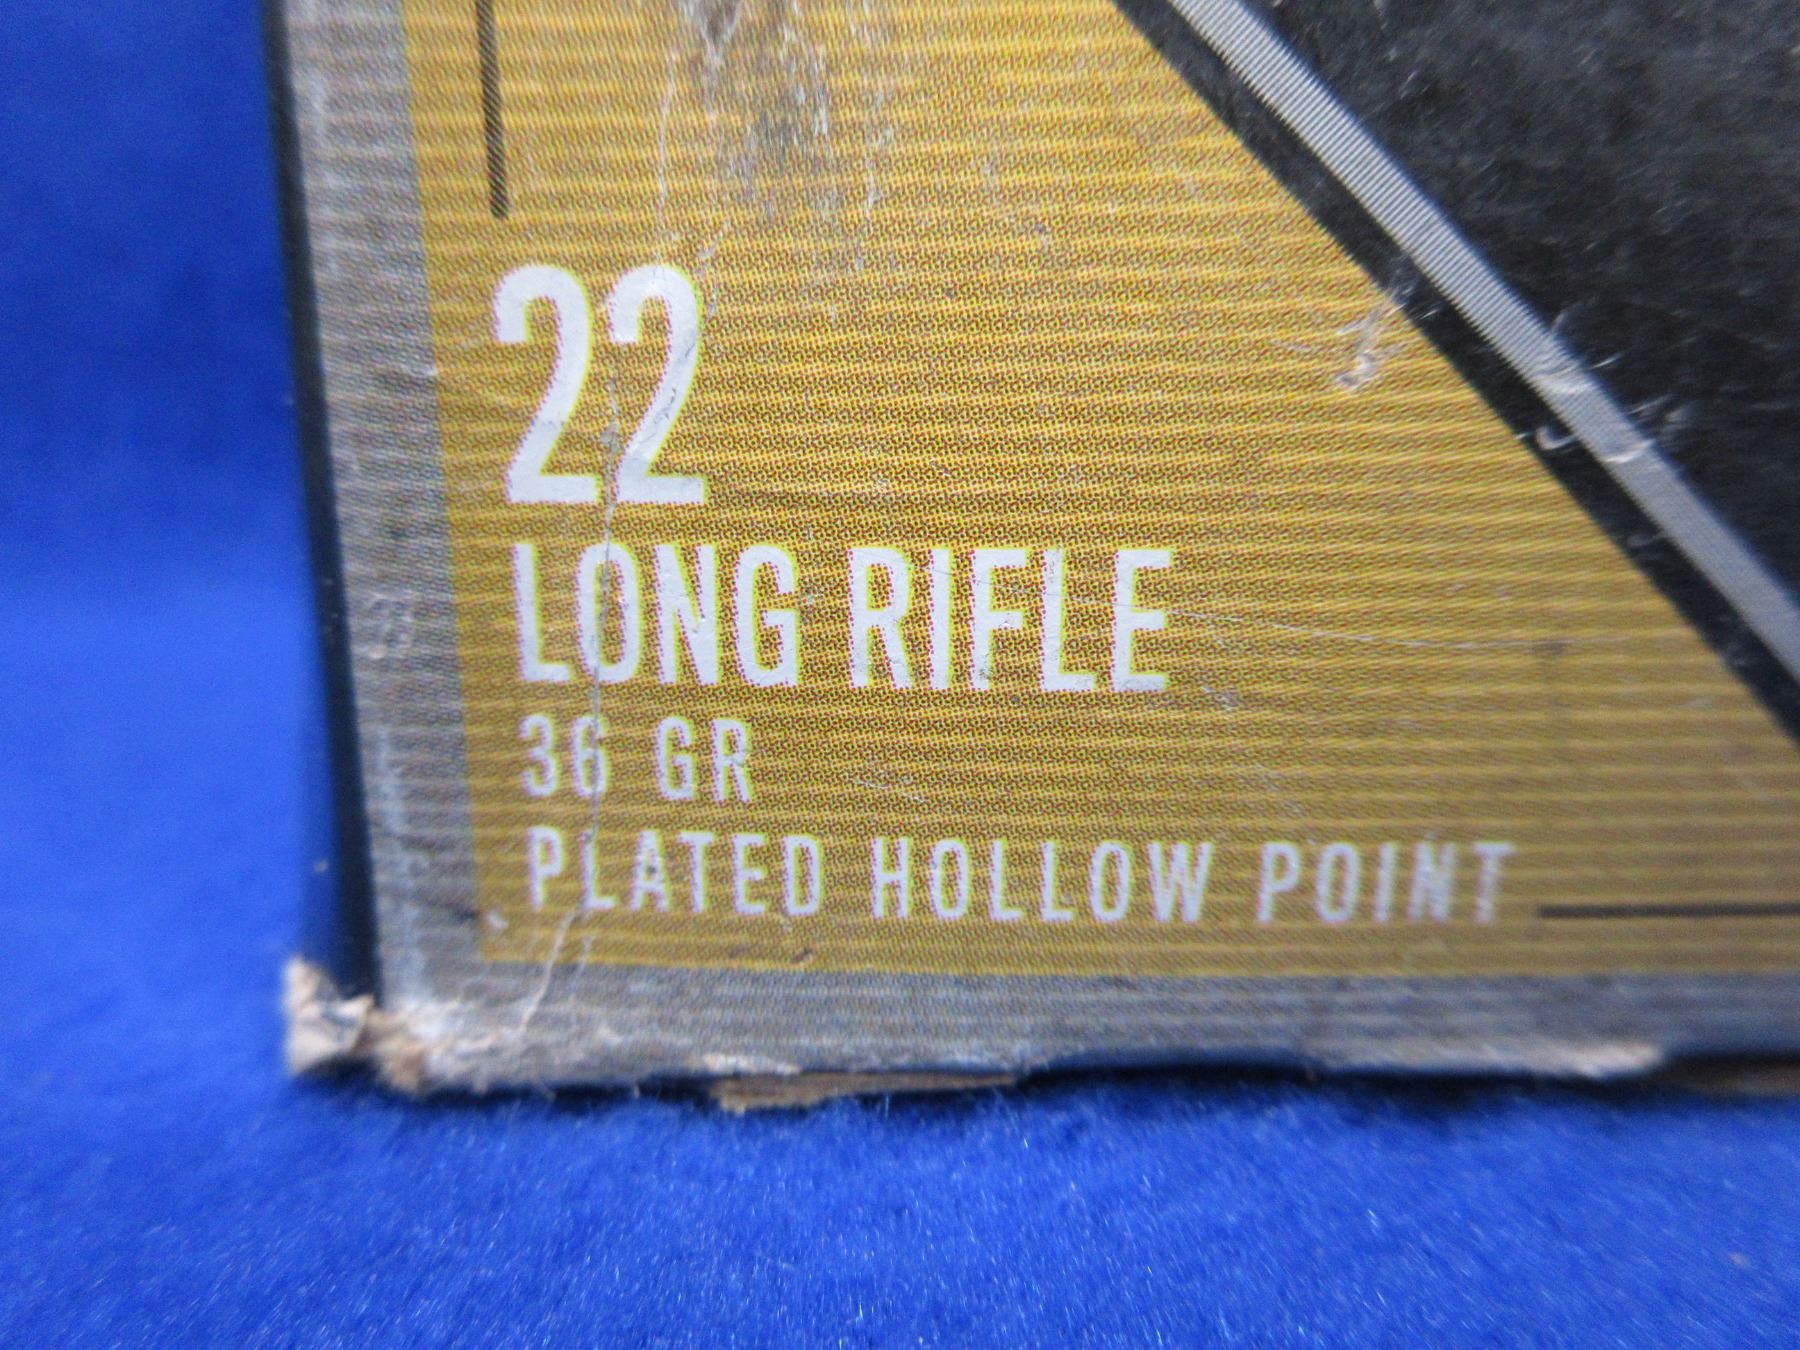 22
LONG RIFLE
36 GR
PLATED HOLLOW POINT